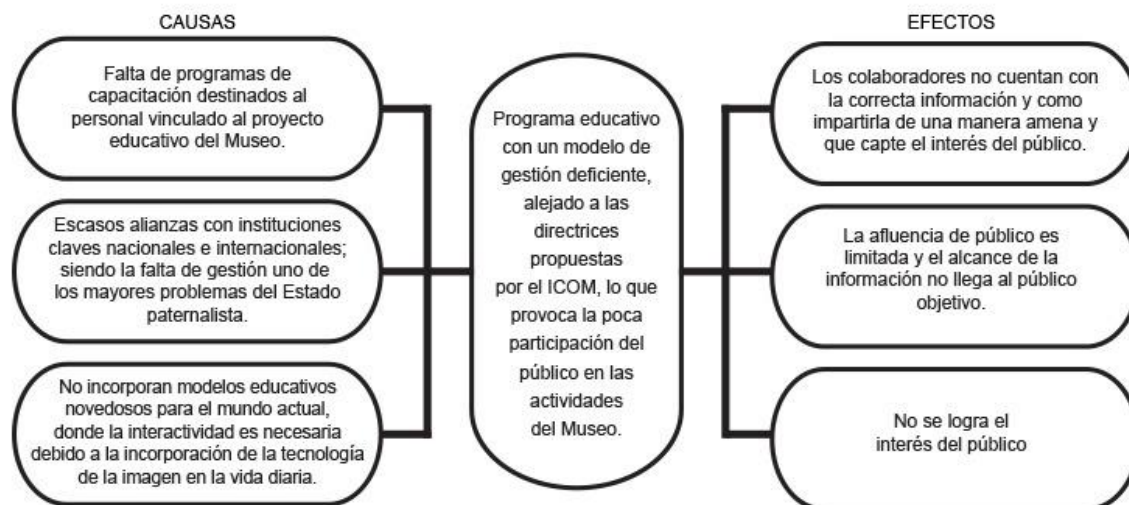 CAUSAS
Falta de programas de
capacitación destinados al
personal vinculado al proyecto
educativo del Museo.
Escasos alianzas con instituciones
claves nacionales e internacionales;
siendo la falta de gestión uno de
los mayores problemas del Estado
paternalista.
No incorporan modelos educativos
novedosos para el mundo actual,
donde la interactividad es necesaria
debido a la incorporación de la tecnología
de la imagen en la vida diaria.
Programa educativo
con un modelo de
gestión deficiente,
alejado a las
directrices
propuestas
por el ICOM, lo que
provoca la poca
participación del
público en las
actividades
del Museo.
EFECTOS
Los colaboradores no cuentan con
la correcta información y como
impartirla de una manera amena y
que capte el interés del público.
La afluencia de público es
limitada y el alcance de la
información no llega al público
objetivo.
No se logra el
interés del público